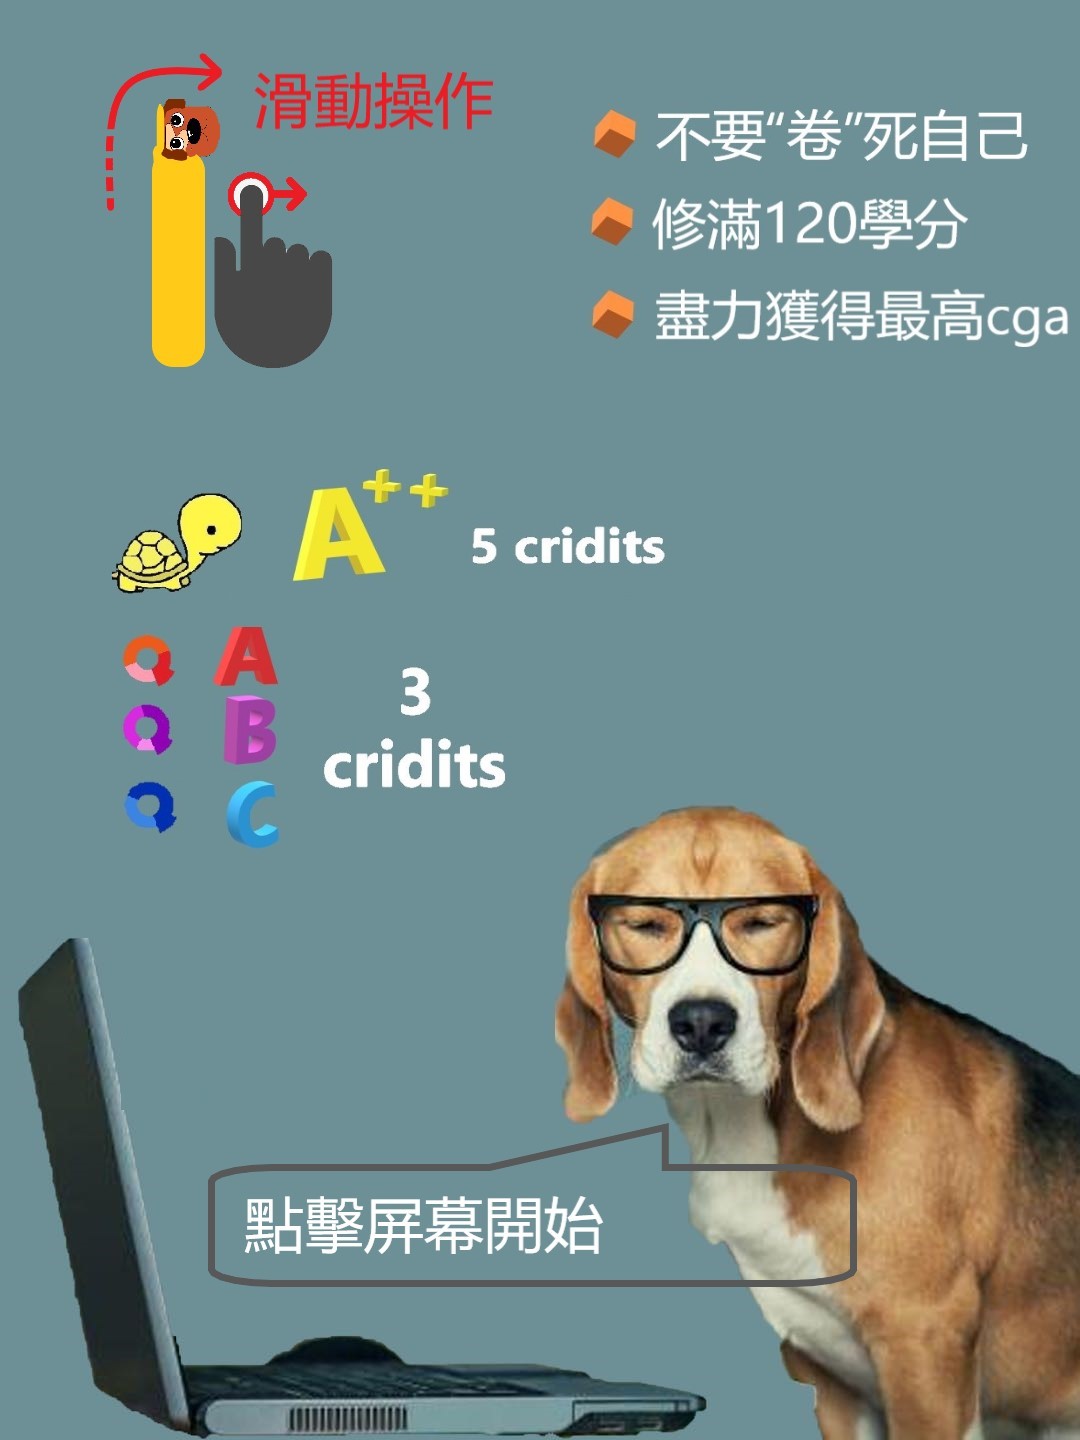 滑動操作
不要“卷”死自己
修滿120學分
盡力獲得最高cga
A++
5 cridits
A
B
C
3
cridits
點擊屏幕開始